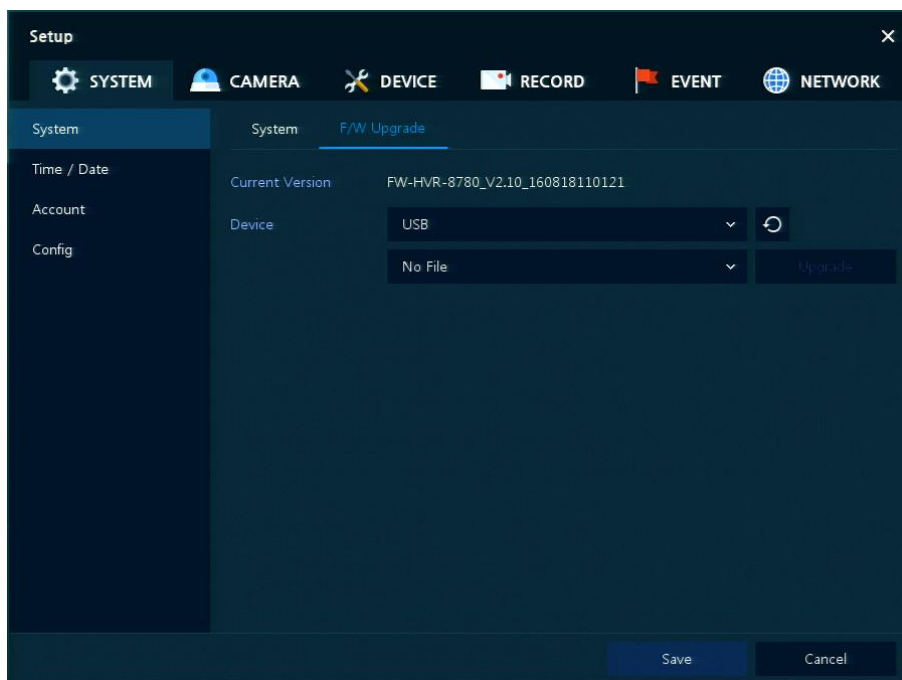 Setup
SYSTEM CAMERA DEVICE RECORD EVENT NETWORK
System System F/W Upgrade
Time / Date
Current Version FW-HVR-8780_V2.10_160818110121
Account
Device USB
Config
No File Upgrade
Save Cancel